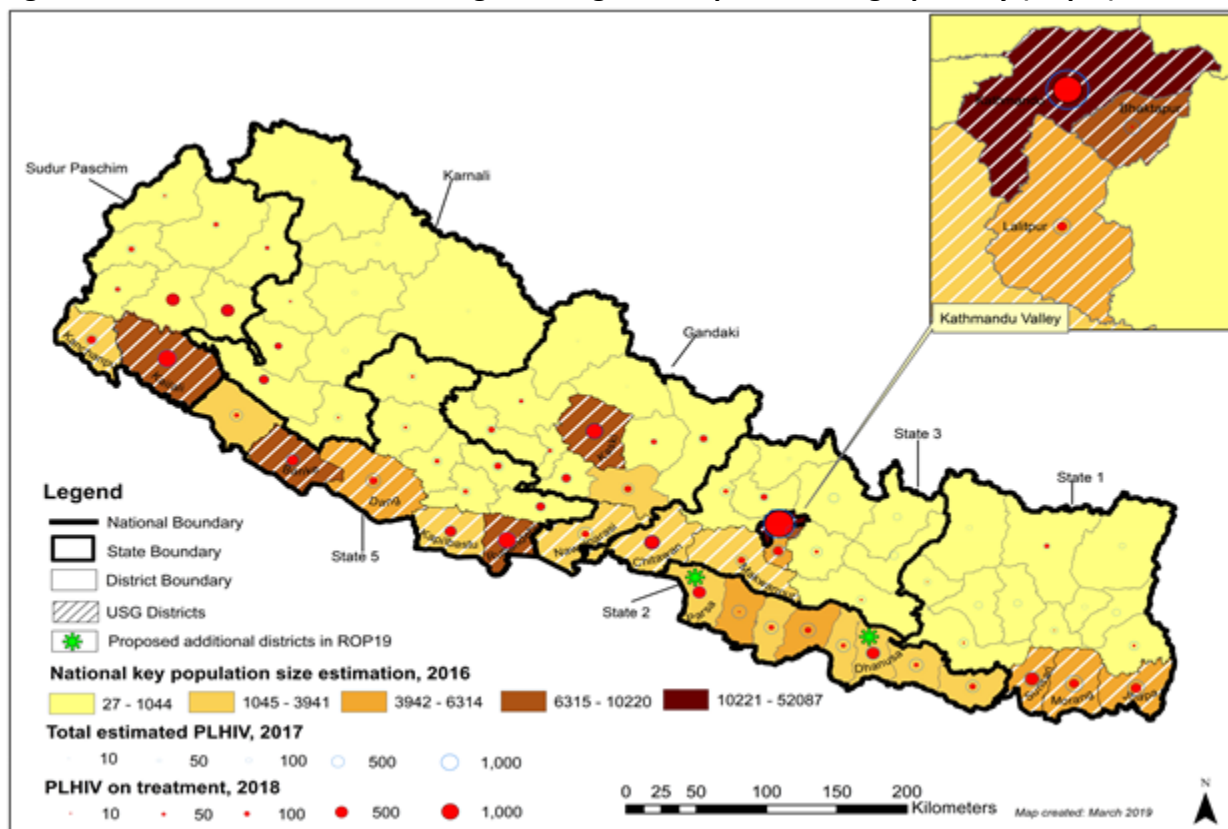 Sudur Paschim
Karnali
Gandaki
State 3
State 1
State 5
State 2
Kathmandu Valley
Bhaktapur
Lalitpur
Kailali
Kaski
Banke
Dang
Kapilbastu
Chitawan
Makwanpur
Parsa
Dhanusa
Sunsari
Morang
Legend
National Boundary
State Boundary
District Boundary
USG Districts
Proposed additional districts in ROP19
National key population size estimation, 2016
27 - 1044 1045 - 3941 3942 - 6314 6315 - 10220 10221 - 52087
Total estimated PLHIV, 2017
10 50 100 500 1,000
PLHIV on treatment, 2018
10 50 100 500 1,000
0 25 50 100 150 200
Kilometers
Map created: March 2019
N